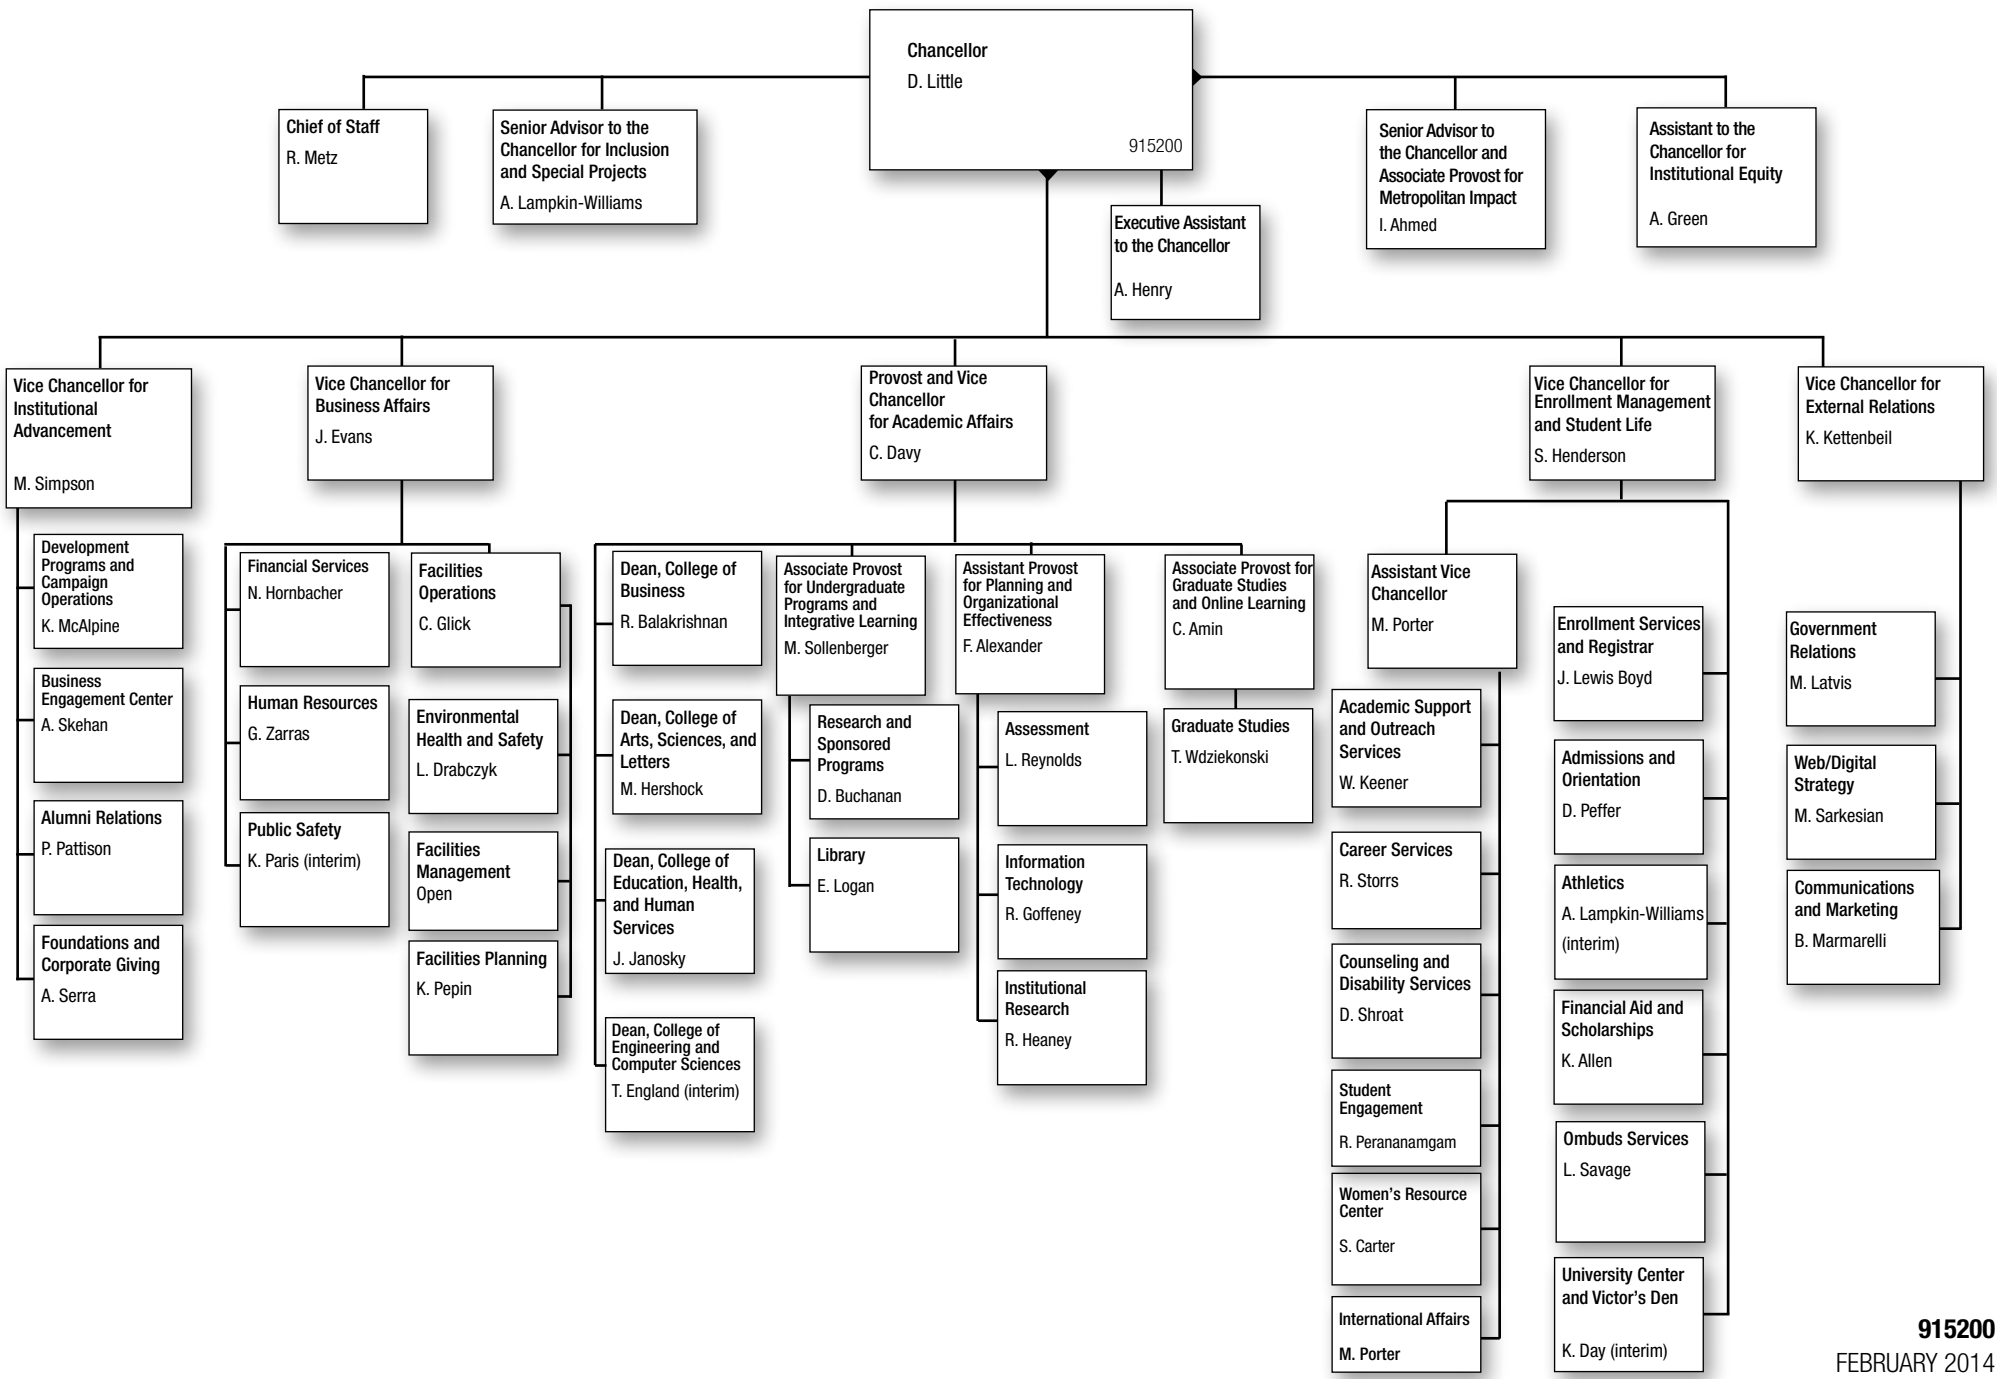 Chancellor
D. Little
915200
Chief of Staff
R. Metz
Senior Advisor to the
Chancellor for Inclusion
and Special Projects
A. Lampkin-Williams
Executive Assistant
to the Chancellor
A. Henry
Senior Advisor to
the Chancellor and
Associate Provost for
Metropolitan Impact
I. Ahmed
Assistant to the
Chancellor for
Institutional Equity
A. Green
Vice Chancellor for
Institutional
Advancement
M. Simpson
Vice Chancellor for
Business Affairs
J. Evans
Provost and Vice
Chancellor
for Academic Affairs
C. Davy
Vice Chancellor for
Enrollment Management
and Student Life
S. Henderson
Vice Chancellor for
External Relations
K. Kettenbeil
Development
Programs and
Campaign
Operations
K. McAlpine
Business
Engagement Center
A. Skehan
Alumni Relations
P. Pattison
Foundations and
Corporate Giving
A. Serra
Financial Services
N. Hornbacher
Human Resources
G. Zarras
Public Safety
K. Paris (interim)
Facilities
Operations
C. Glick
Environmental
Health and Safety
L. Drabczyk
Facilities
Management
Open
Facilities Planning
K. Pepin
Dean, College of
Business
R. Balakrishnan
Dean, College of
Arts, Sciences, and
Letters
M. Hershock
Dean, College of
Education, Health,
and Human
Services
J. Janosky
Dean, College of
Engineering and
Computer Sciences
T. England (interim)
Associate Provost
for Undergraduate
Programs and
Integrative Learning
M. Sollenberger
Research and
Sponsored
Programs
D. Buchanan
Library
E. Logan
Assistant Provost
for Planning and
Organizational
Effectiveness
F. Alexander
Assessment
L. Reynolds
Information
Technology
R. Goffeney
Institutional
Research
R. Heaney
Associate Provost for
Graduate Studies
and Online Learning
C. Amin
Graduate Studies
T. Wdziekonski
Assistant Vice
Chancellor
M. Porter
Academic Support
and Outreach
Services
W. Keener
Career Services
R. Storrs
Counseling and
Disability Services
D. Shroat
Student
Engagement
R. Perananamgam
Women's Resource
Center
S. Carter
International Affairs
M. Porter
Enrollment Services
and Registrar
J. Lewis Boyd
Admissions and
Orientation
D. Peffer
Athletics
A. Lampkin-Williams
(interim)
Financial Aid and
Scholarships
K. Allen
Ombuds Services
L. Savage
University Center
and Victor's Den
K. Day (interim)
Government
Relations
M. Latvis
Web/Digital
Strategy
M. Sarkesian
Communications
and Marketing
B. Marmarelli
915200
FEBRUARY 2014